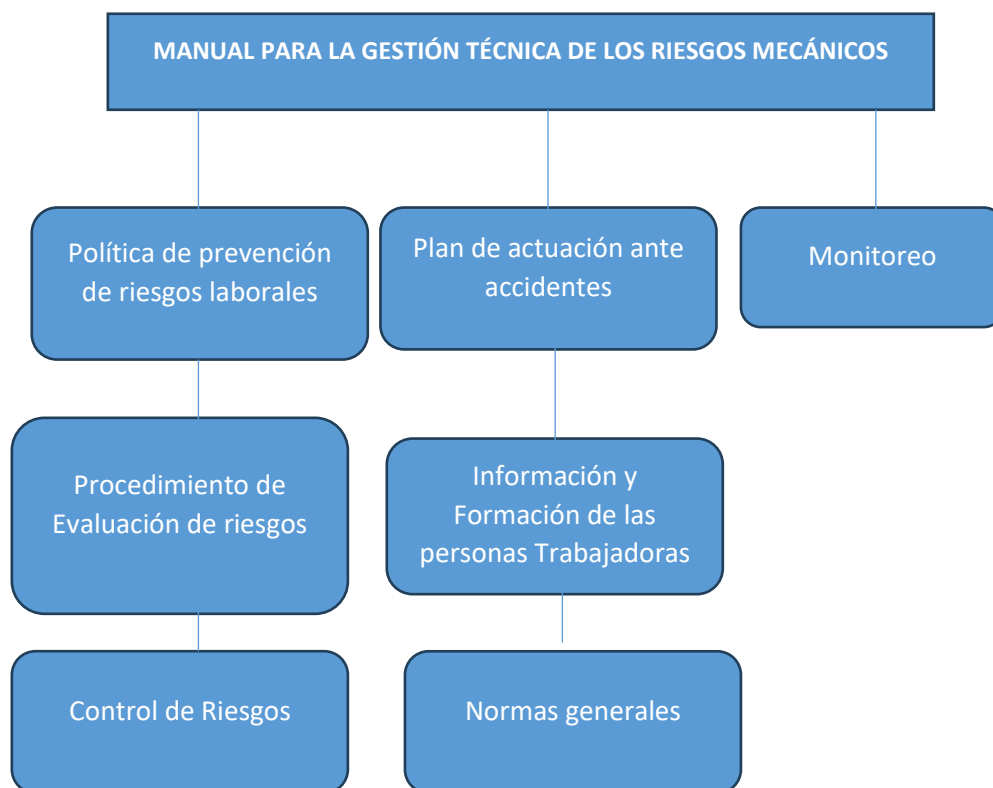 MANUAL PARA LA GESTIÓN TÉCNICA DE LOS RIESGOS MECÁNICOS
Política de prevención
de riesgos laborales
Plan de actuación ante
accidentes
Monitoreo
Procedimiento de
Evaluación de riesgos
Información y
Formación de las
personas Trabajadoras
Control de Riesgos
Normas generales